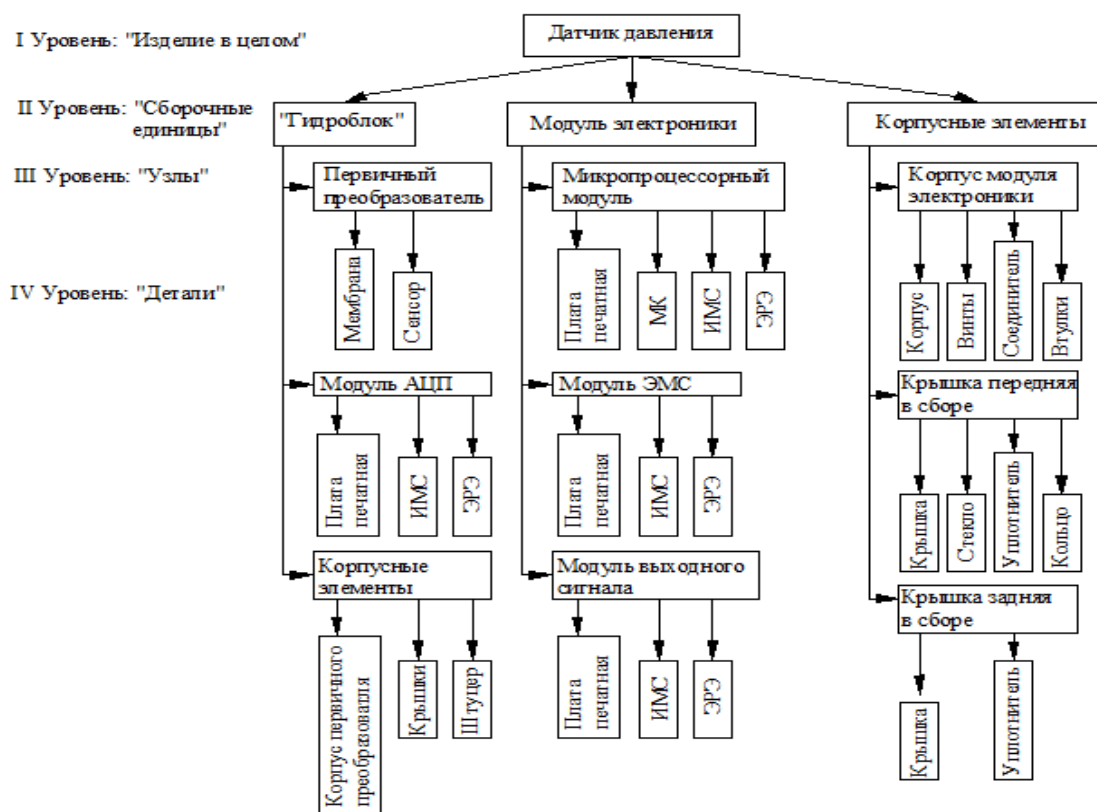 I Уровень: "Изделие в целом"
Датчик давления
II Уровень: "Сборочные
единицы"
"Гидроблок"
Модуль электроники
Корпусные элементы
III Уровень: "Узлы"
Первичный
преобразователь
Микропроцессорный
модуль
Корпус модуля
электроники
IV Уровень: "Детали"
Мембрана
Сенсор
Плата
печатная
МК
ИМС
ЭРЭ
Корпус
Винты
Соединитель
Втулки
Модуль АЦП
Модуль ЭМС
Крышка передняя
в сборе
Плата
печатная
ИМС
ЭРЭ
Плата
печатная
ИМС
ЭРЭ
Крышка
Стекло
Уплотнитель
Кольцо
Корпусные
элементы
Модуль выходного
сигнала
Крышка задняя
в сборе
Корпус первичного
преобразоватля
Крышки
Штуцер
Плата
печатная
ИМС
ЭРЭ
Крышка
Уплотнитель